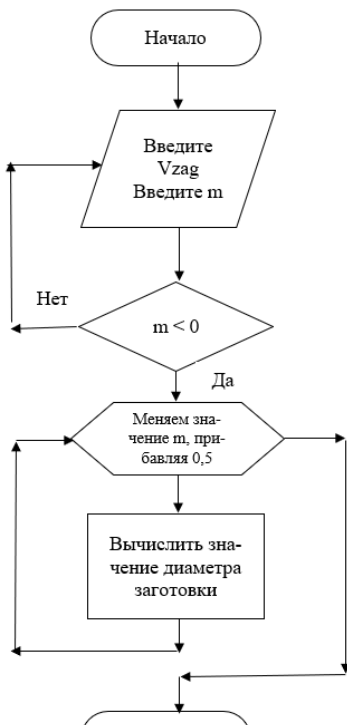 Начало
Введите
Vzag
Введите m
Нет
m < 0
Да
Меняем зна-
чение m, при-
бавляя 0,5
Вычислить зна-
чение диаметра
заготовки